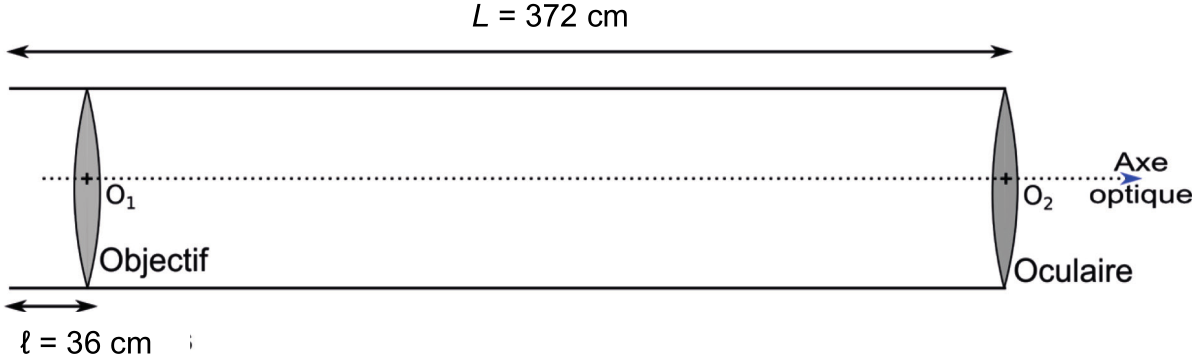 L = 372 cm
Axe
optique
O₁
O₂
Objectif
Oculaire
ℓ = 36 cm